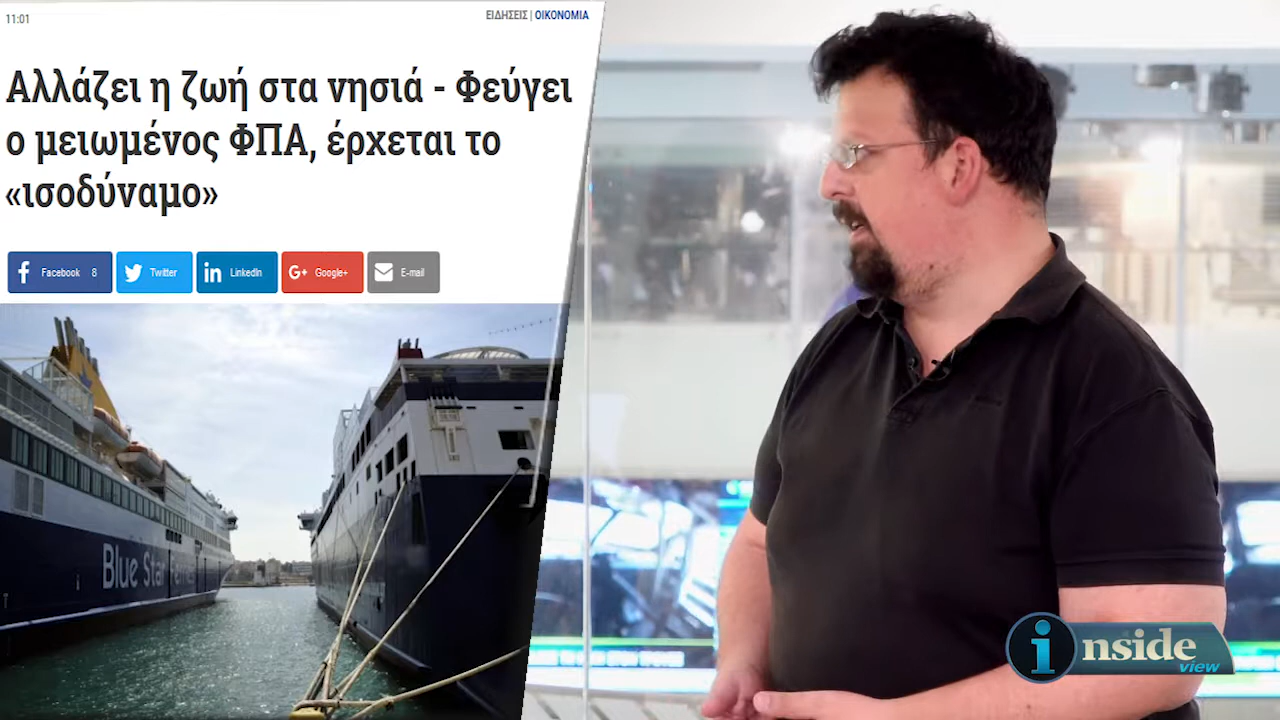 11:01
ΕΙΔΗΣΕΙΣ | ΟΙΚΟΝΟΜΙΑ
Αλλάζει η ζωή στα νησιά - Φεύγει
ο μειωμένος ΦΠΑ, έρχεται το
«ισοδύναμο»
Facebook 8
Twitter
LinkedIn
Google+
E-mail
Blue Star Ferries
inside
view